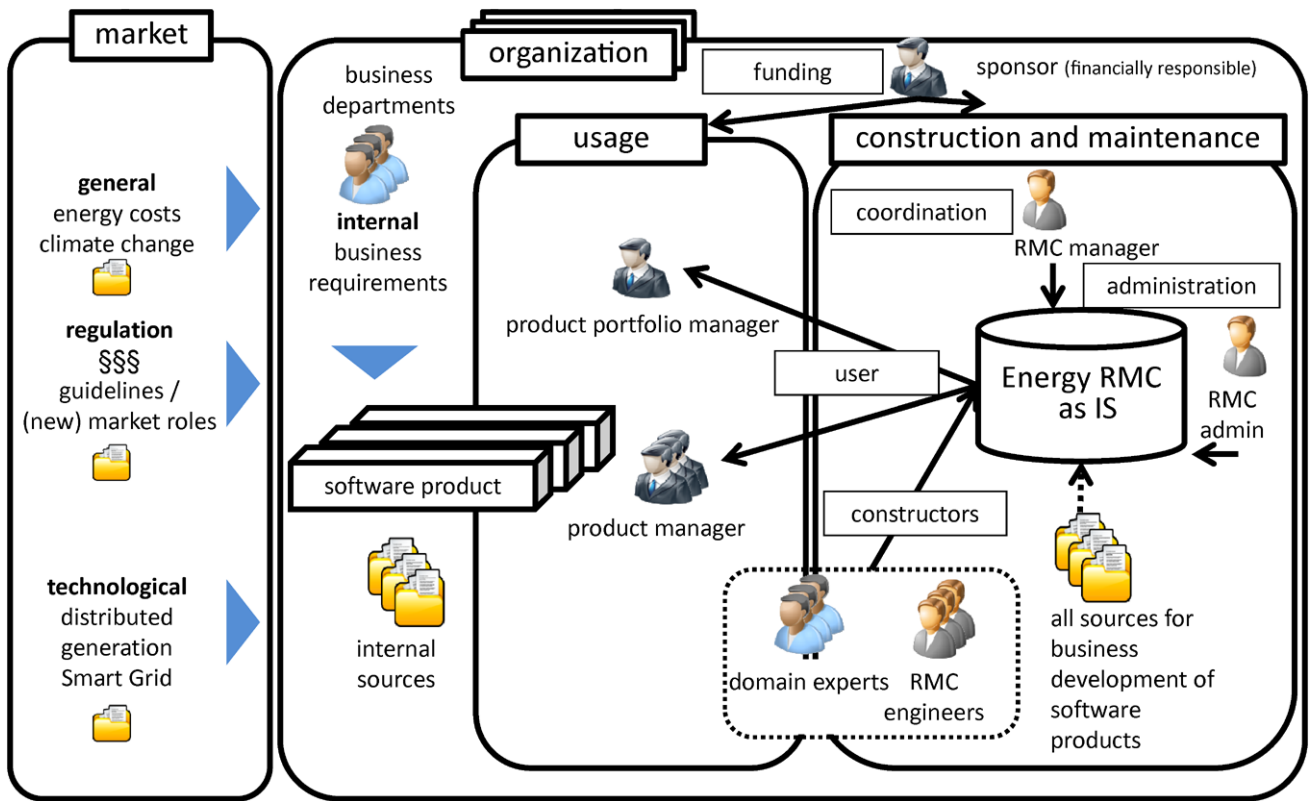 market
general
energy costs
climate change
regulation
§§§
guidelines /
(new) market roles
technological
distributed
generation
Smart Grid
organization
business
departments
internal
business
requirements
software product
internal
sources
funding
sponsor (financially responsible)
usage
product portfolio manager
product manager
user
constructors
domain experts
RMC
engineers
construction and maintenance
coordination
RMC manager
administration
Energy RMC
as IS
RMC
admin
all sources for
business
development of
software
products